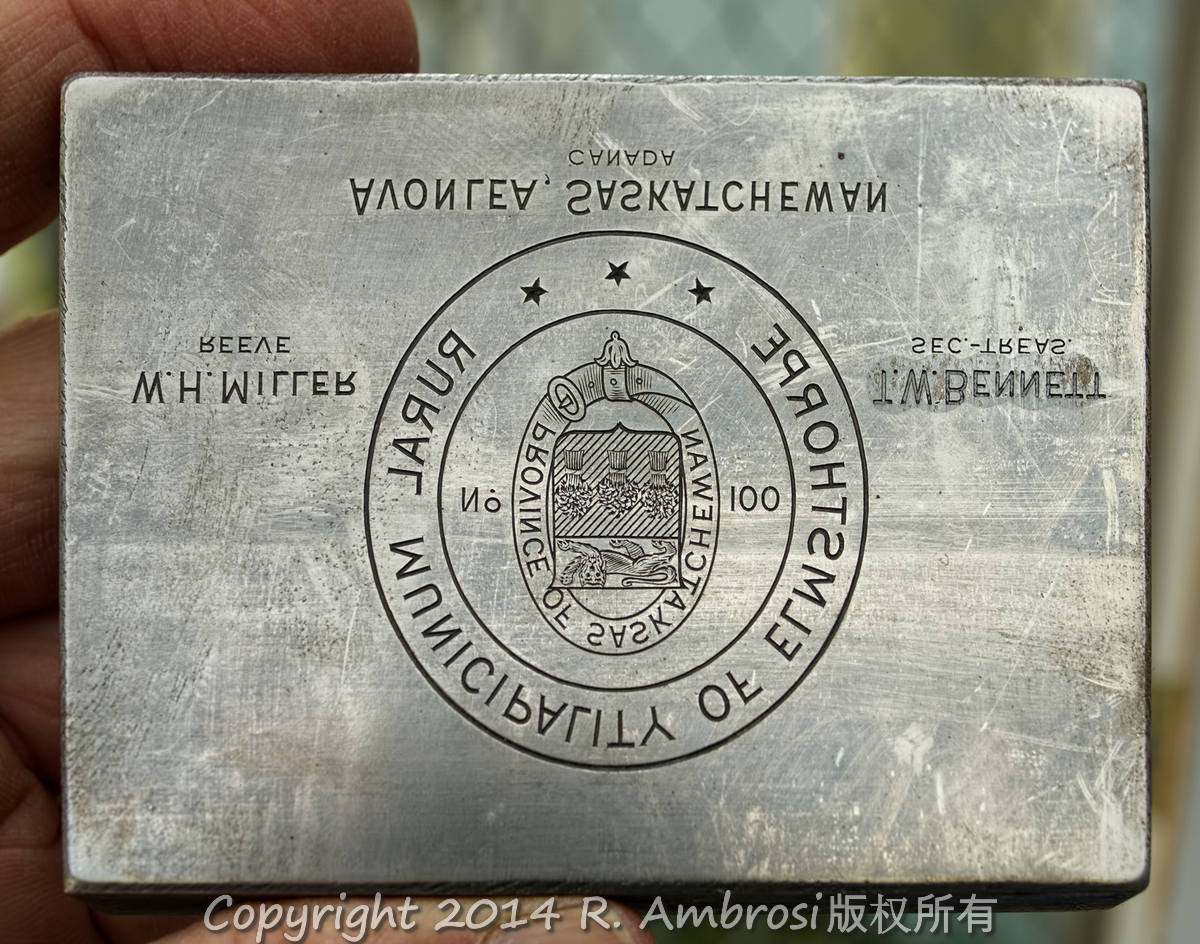 RURAL MUNICIPALITY OF ELMSTHORPE
PROVINCE OF SASKATCHEWAN
No 100
W.H. MILLER
REEVE
T.W. BENNETT
SEC.-TREAS.
AVONLEA, SASKATCHEWAN
CANADA
Copyright 2014 R. Ambrosi版权所有